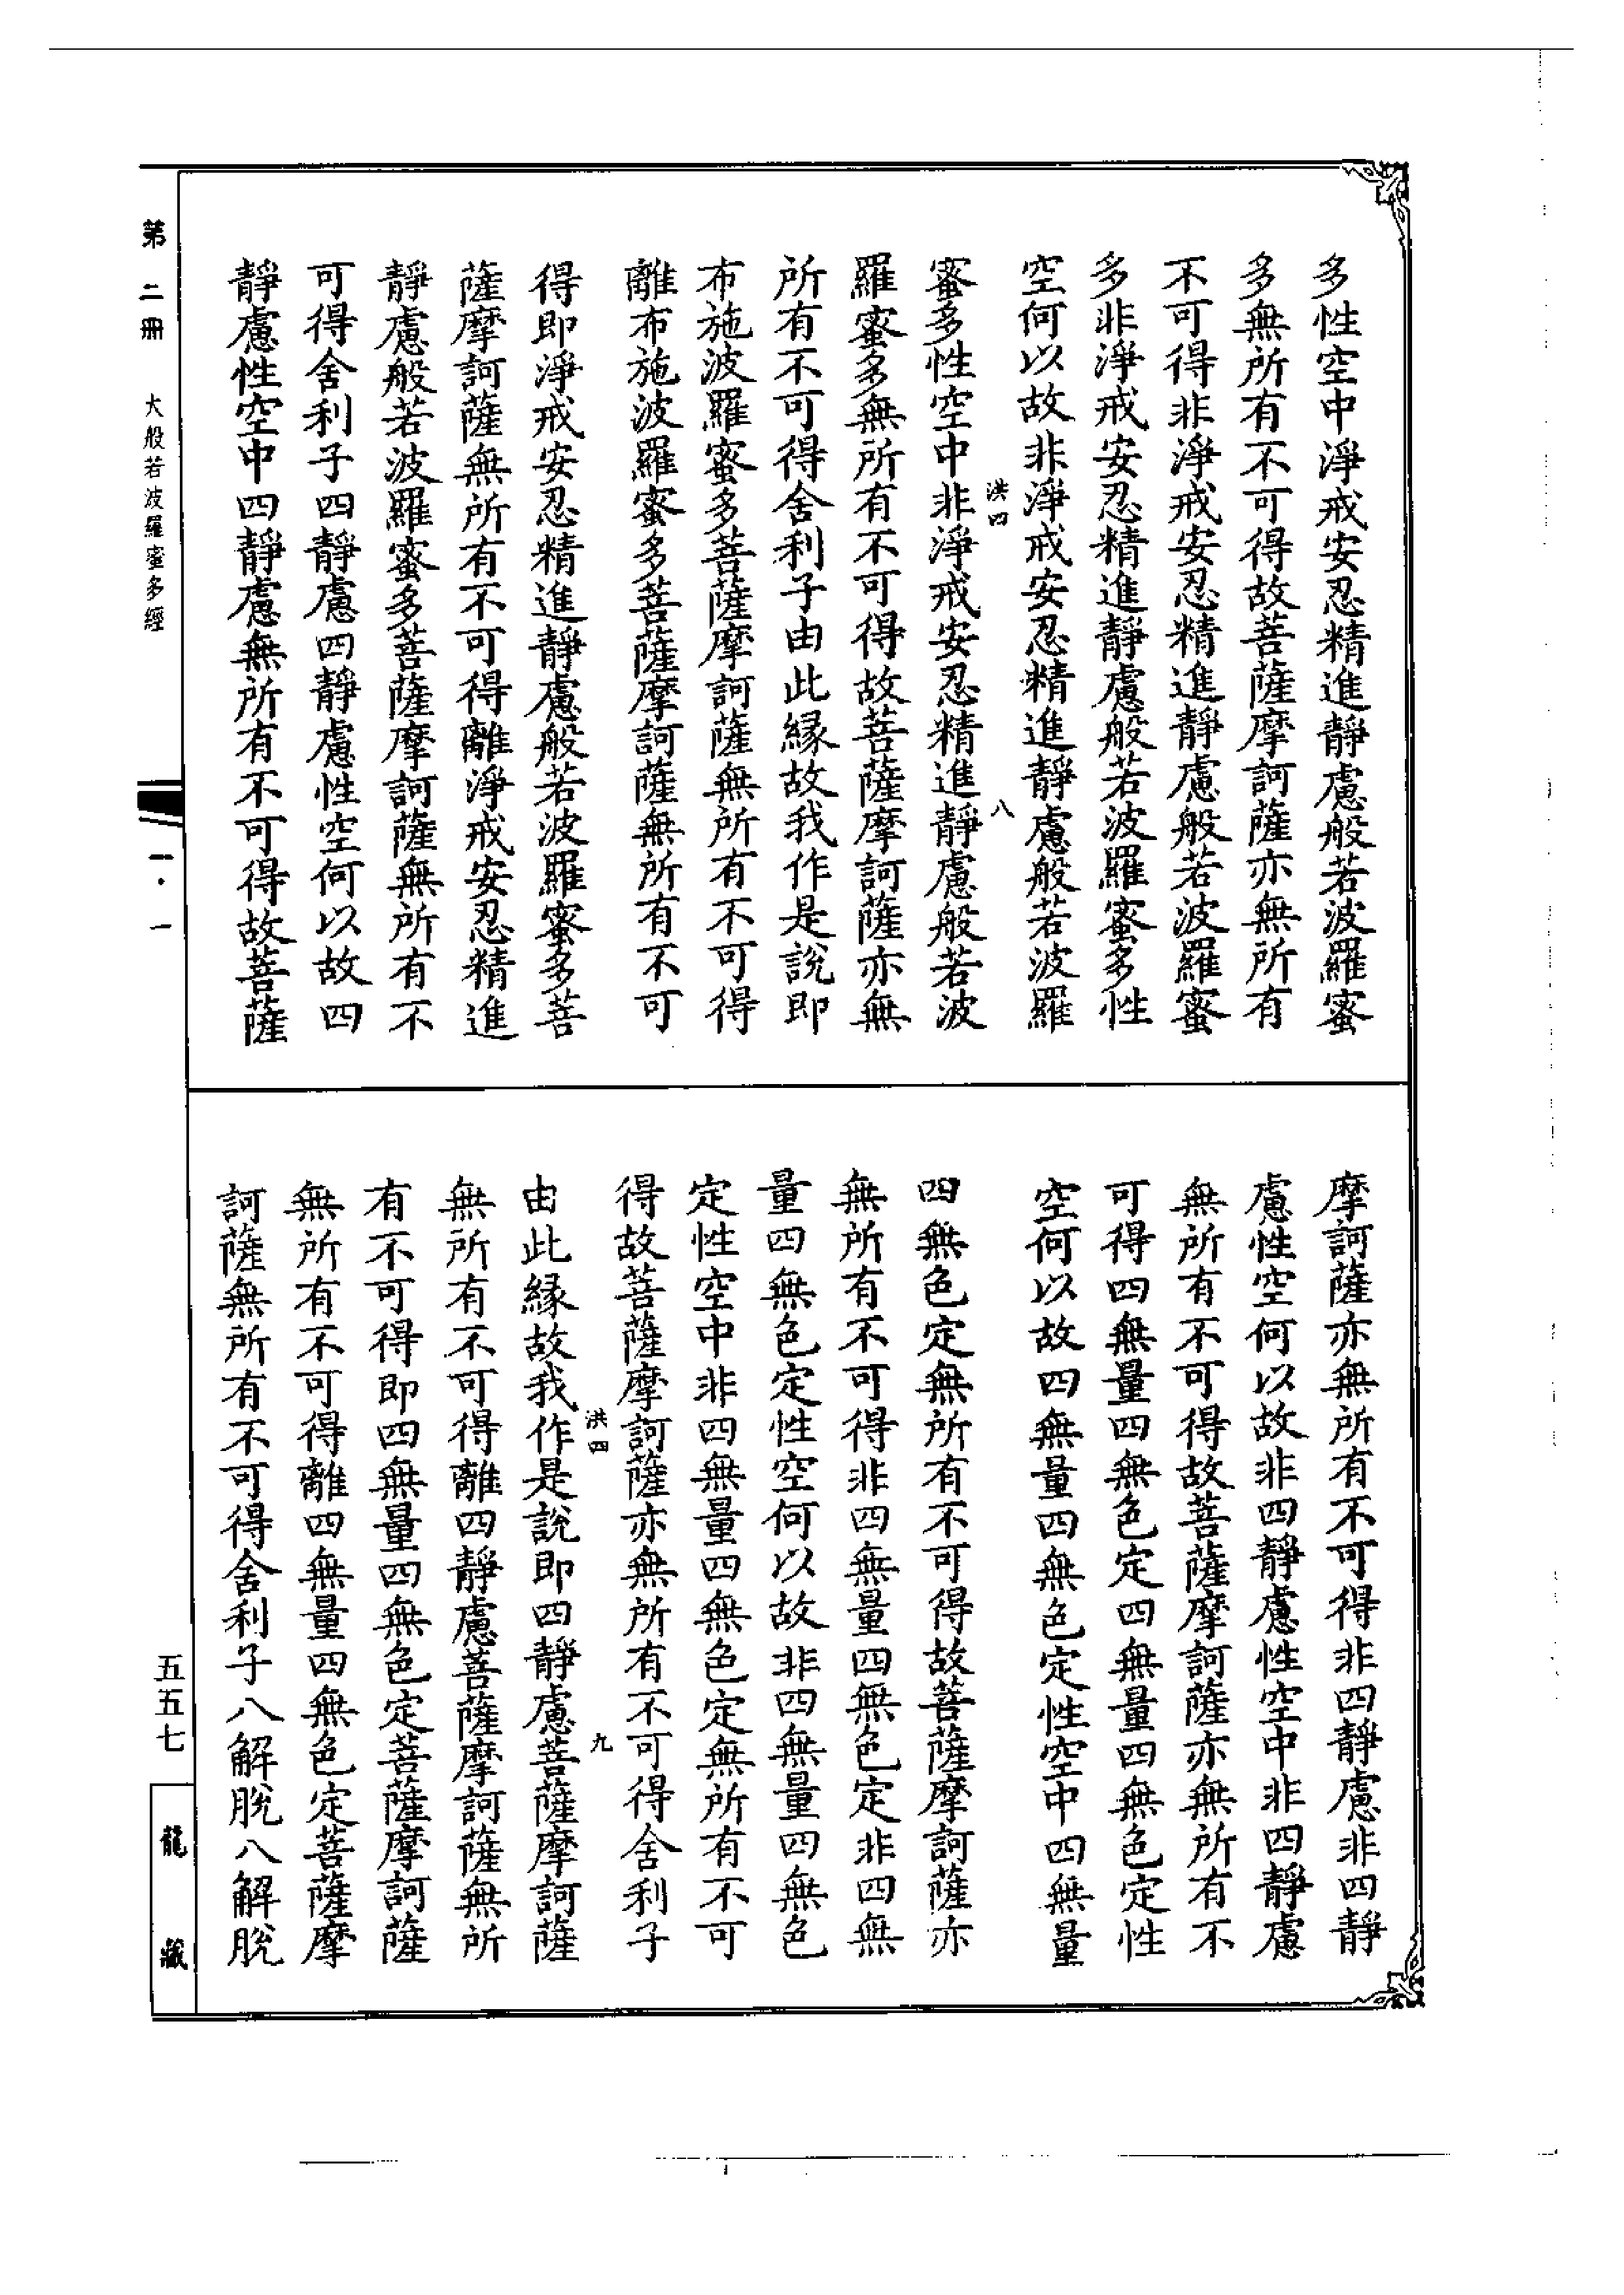 多性空中淨戒安忍精進靜慮般若波羅蜜
多無所有不可得故菩薩摩訶薩亦無所有
不可得非淨戒安忍精進靜慮般若波羅蜜
多非淨戒安忍精進靜慮般若波羅蜜多性
空何以故非淨戒安忍精進靜慮般若波羅
洪四
八
蜜多性空中非淨戒安忍精進靜慮般若波
羅蜜多無所有不可得故菩薩摩訶薩亦無
所有不可得舍利子由此緣故我作是說即
布施波羅蜜多菩薩摩訶薩無所有不可得
離布施波羅蜜多菩薩摩訶薩無所有不可
得即淨戒安忍精進靜慮般若波羅蜜多菩
薩摩訶薩無所有不可得離淨戒安忍精進
靜慮般若波羅蜜多菩薩摩訶薩無所有不
可得舍利子四靜慮四靜慮性空何以故四
靜慮性空中四靜慮無所有不可得故菩薩
摩訶薩亦無所有不可得非四靜慮非四靜
慮性空何以故非四靜慮性空中非四靜慮
無所有不可得故菩薩摩訶薩亦無所有不
可得四無量四無色定四無量四無色定性
空何以故四無量四無色定性空中四無量
四無色定無所有不可得故菩薩摩訶薩亦
無所有不可得非四無量四無色定非四無
量四無色定性空何以故非四無量四無色
定性空中非四無量四無色定無所有不可
得故菩薩摩訶薩亦無所有不可得舍利子
洪四
九
由此緣故我作是說即四靜慮菩薩摩訶薩
無所有不可得離四靜慮菩薩摩訶薩無所
有不可得即四無量四無色定菩薩摩訶薩
無所有不可得離四無量四無色定菩薩摩
訶薩無所有不可得舍利子八解脫八解脫
第二冊
大般若波羅蜜多經
一·一
五五七
龍藏